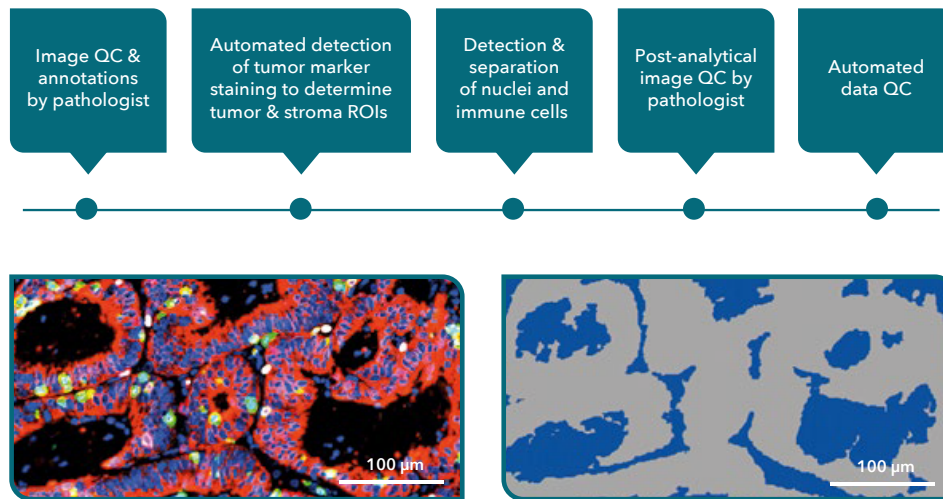 Image QC &
annotations
by pathologist
Automated detection
of tumor marker
staining to determine
tumor & stroma ROIs
Detection &
separation
of nuclei and
immune cells
Post-analytical
image QC by
pathologist
Automated
data QC
100 µm
100 µm